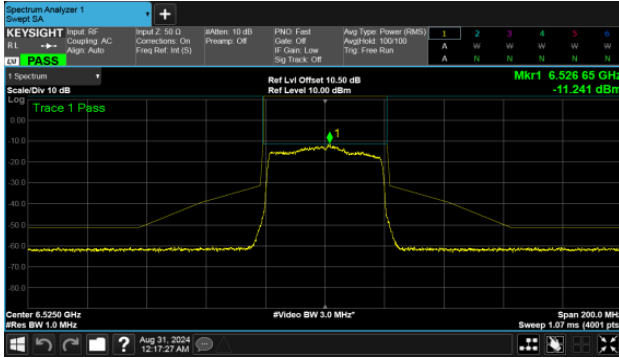 Spectrum Analyzer 1
Swept SA
+
KEYSIGHT Input: RF Input Z: 50 Ω #Atten: 10 dB PNO: Fast Avg Type: Power (RMS) 1 2 3 4 5 6
RL Coupling: AC Corrections: On Preamp: Off Gate: Off Avg|Hold: 100/100 A W W W W W
Align: Auto Freq Ref: Int (S) IF Gain: Low Trig: Free Run
LXI PASS Sig Track: Off A N N N N N
1 Spectrum Ref Lvl Offset 10.50 dB Mkr1 6.526 65 GHz
Scale/Div 10 dB Ref Level 10.00 dBm -11.241 dBm
Log
Trace 1 Pass
0.00
1
-10.0
-20.0
-30.0
-40.0
-50.0
-60.0
-70.0
-80.0
Center 6.5250 GHz #Video BW 3.0 MHz* Span 200.0 MHz
#Res BW 1.0 MHz Sweep 1.07 ms (4001 pts
? Aug 31, 2024
12:17:27 AM